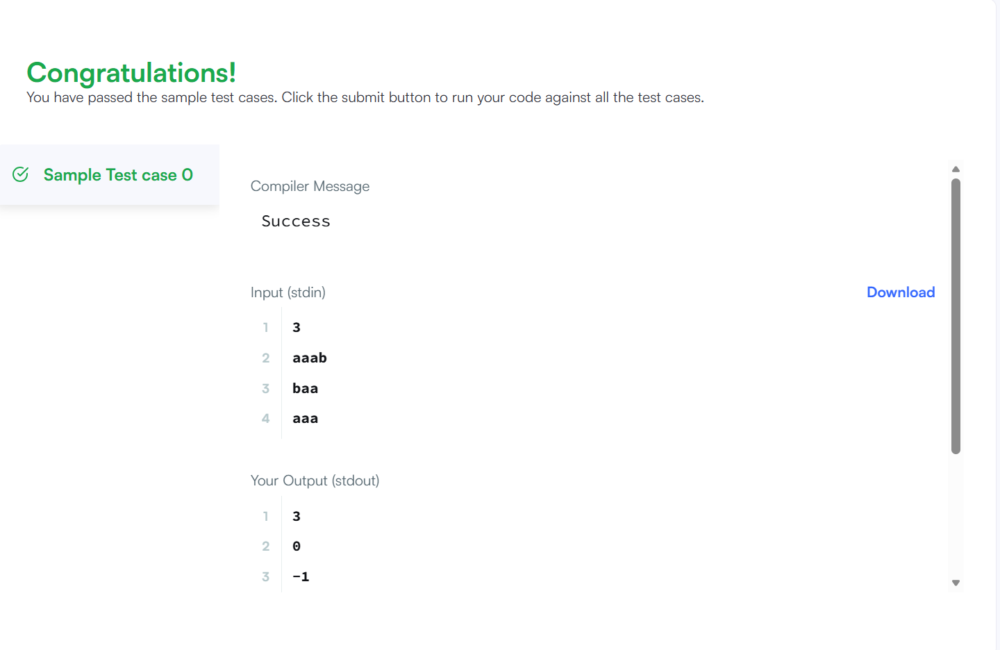 Congratulations!
You have passed the sample test cases. Click the submit button to run your code against all the test cases.
Sample Test case 0
Compiler Message
Success
Input (stdin)
Download
1 3
2 aaab
3 baa
4 aaa
Your Output (stdout)
1 3
2 0
3 -1